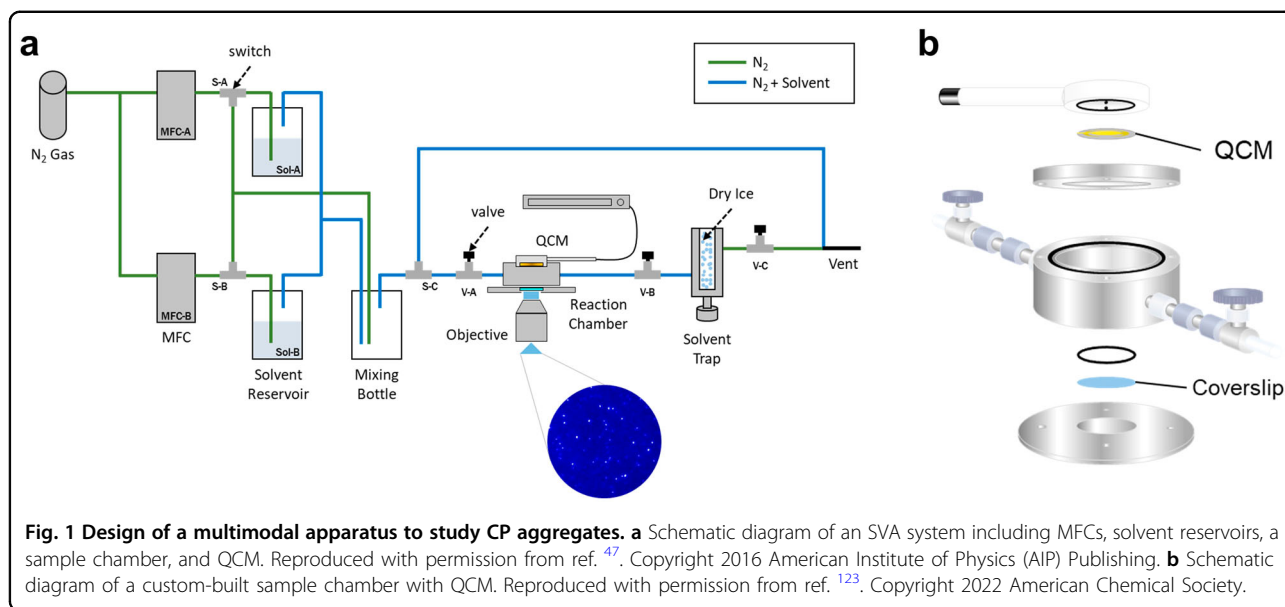 a
switch
N₂
N₂ + Solvent
S-A
MFC-A
N₂ Gas
Sol-A
Dry Ice
valve
QCM
V-C
Vent
S-B
S-C
V-A
V-B
MFC-B
MFC
Sol-B
Reaction
Chamber
Objective
Solvent
Trap
Solvent
Reservoir
Mixing
Bottle
b
QCM
Coverslip
Fig. 1 Design of a multimodal apparatus to study CP aggregates. a Schematic diagram of an SVA system including MFCs, solvent reservoirs, a
sample chamber, and QCM. Reproduced with permission from ref. 47. Copyright 2016 American Institute of Physics (AIP) Publishing. b Schematic
diagram of a custom-built sample chamber with QCM. Reproduced with permission from ref. 123. Copyright 2022 American Chemical Society.